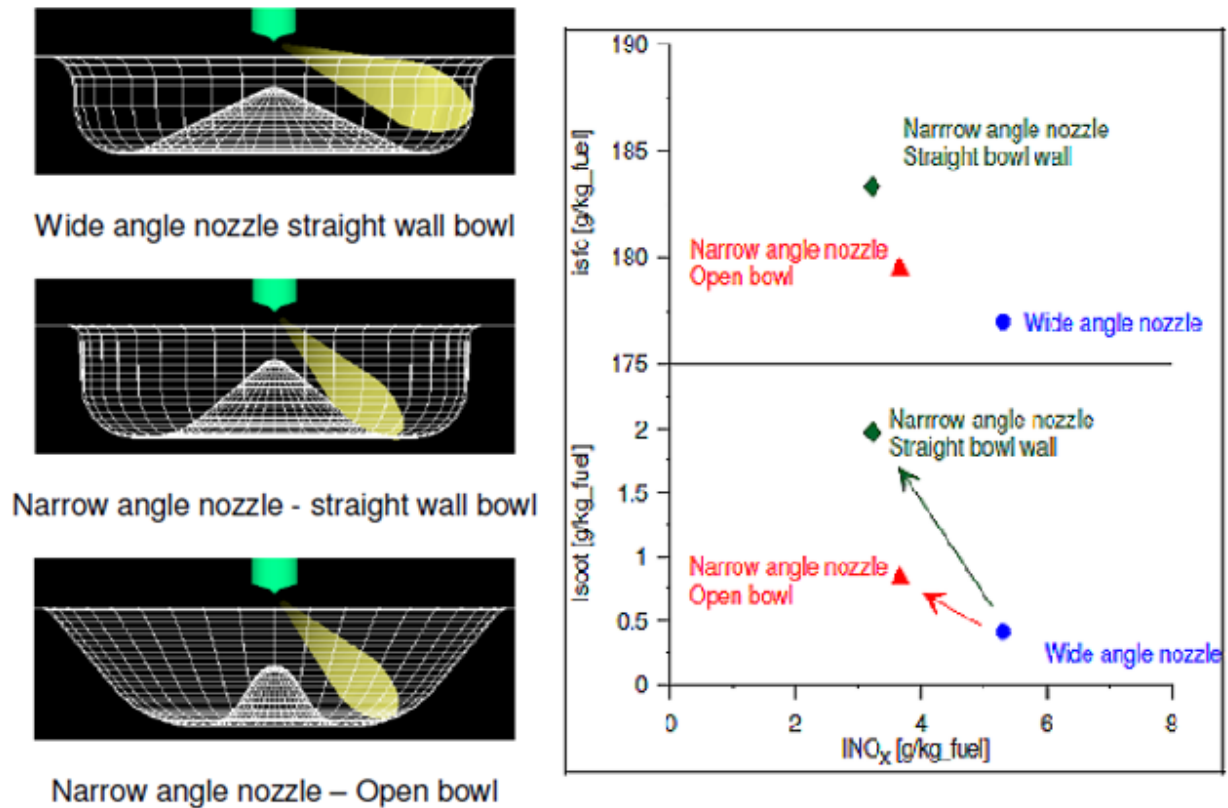 Wide angle nozzle straight wall bowl
Narrow angle nozzle - straight wall bowl
Narrow angle nozzle – Open bowl
190
185
180
175
isfc [g/kg_fuel]
Narrrow angle nozzle
Straight bowl wall
Narrow angle nozzle
Open bowl
Wide angle nozzle
2
1.5
1
0.5
0
Isoot [g/kg_fuel]
Narrrow angle nozzle
Straight bowl wall
Narrow angle nozzle
Open bowl
Wide angle nozzle
0 2 4 6 8
INOx [g/kg_fuel]